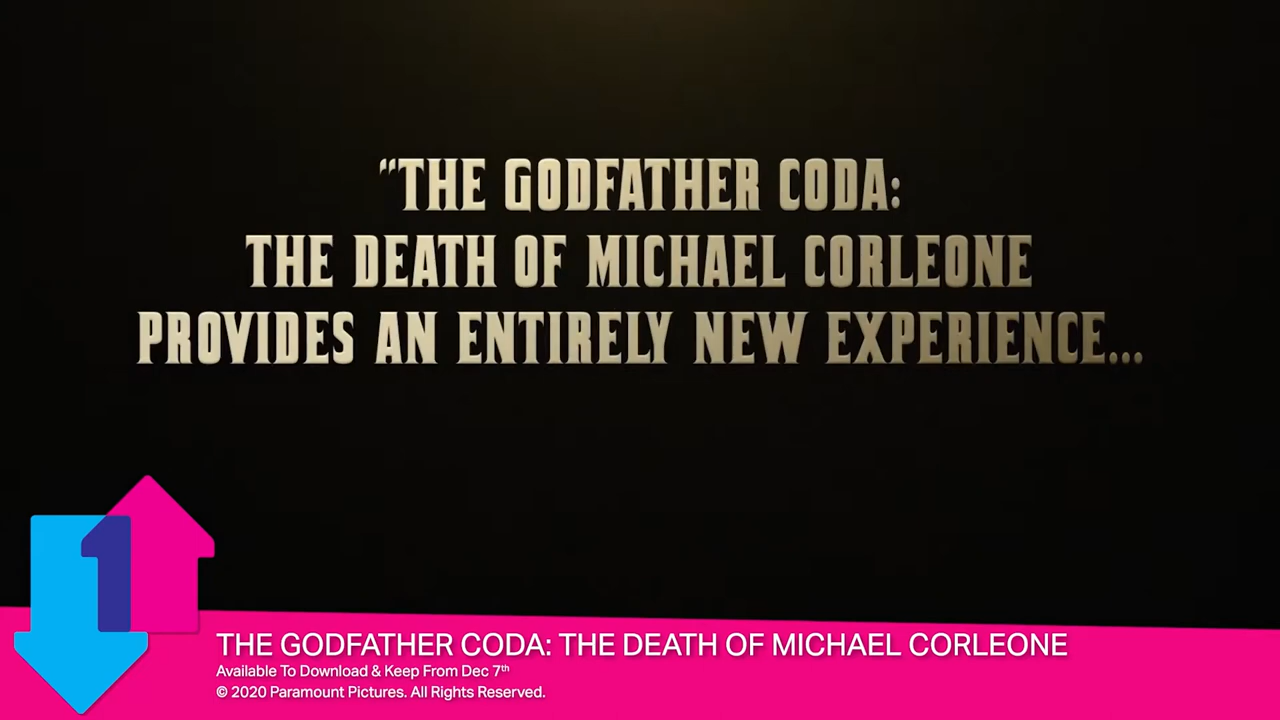 “THE GODFATHER CODA:
THE DEATH OF MICHAEL CORLEONE
PROVIDES AN ENTIRELY NEW EXPERIENCE...
1
THE GODFATHER CODA: THE DEATH OF MICHAEL CORLEONE
Available To Download & Keep From Dec 7th
© 2020 Paramount Pictures. All Rights Reserved.